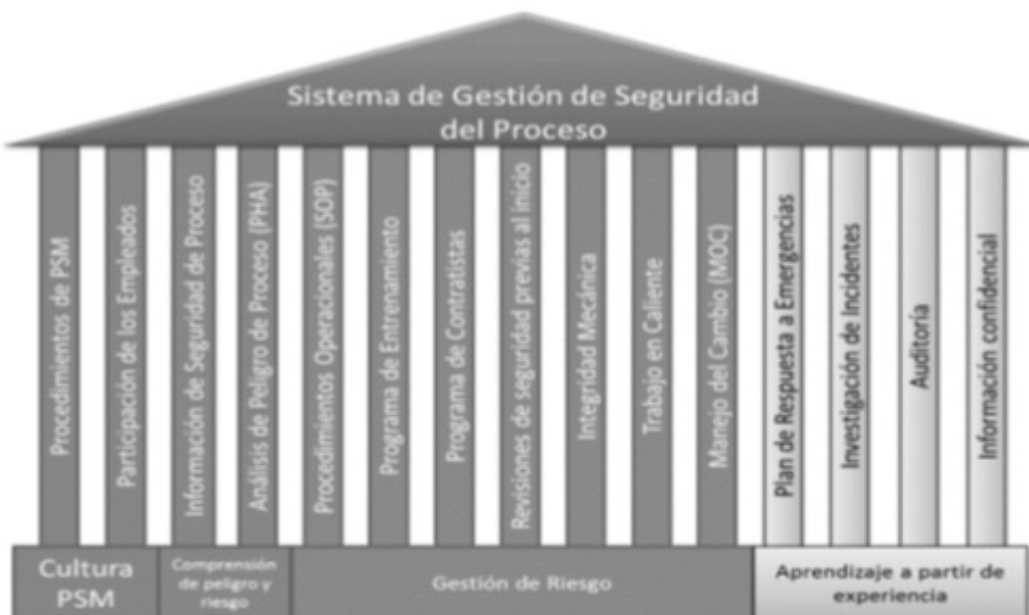 Sistema de Gestión de Seguridad
del Proceso
Procedimientos de PSM
Participación de los Empleados
Información de Seguridad de Proceso
Análisis de Peligro de Proceso (PHA)
Procedimientos Operacionales (SOP)
Programa de Entrenamiento
Programa de Contratistas
Revisiones de seguridad previas al inicio
Integridad Mecánica
Trabajo en Caliente
Manejo del Cambio (MOC)
Plan de Respuesta a Emergencias
Investigación de Incidentes
Auditoría
Información confidencial
Cultura
PSM
Comprensión
de peligro y
riesgo
Gestión de Riesgo
Aprendizaje a partir de
experiencia